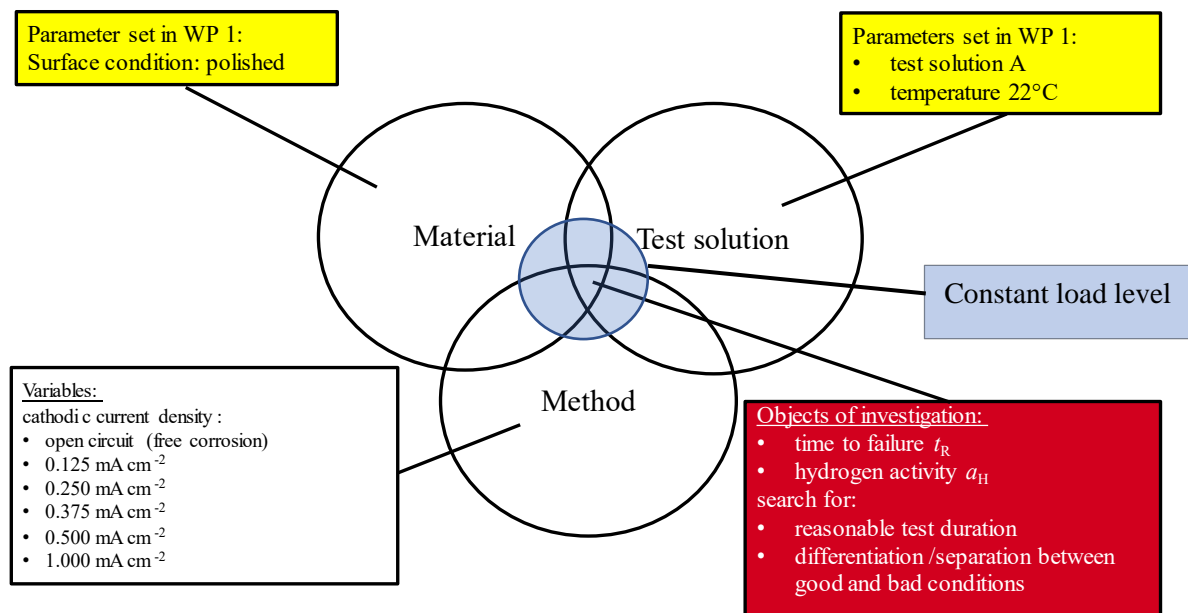 Parameter set in WP 1:
Surface condition: polished
Parameters set in WP 1:
• test solution A
• temperature 22°C
Material
Test solution
Constant load level
Method
Variables:
cathodic current density :
• open circuit (free corrosion)
• 0.125 mA cm-2
• 0.250 mA cm-2
• 0.375 mA cm-2
• 0.500 mA cm-2
• 1.000 mA cm-2
Objects of investigation:
• time to failure tR
• hydrogen activity aH
search for:
• reasonable test duration
• differentiation /separation between
good and bad conditions